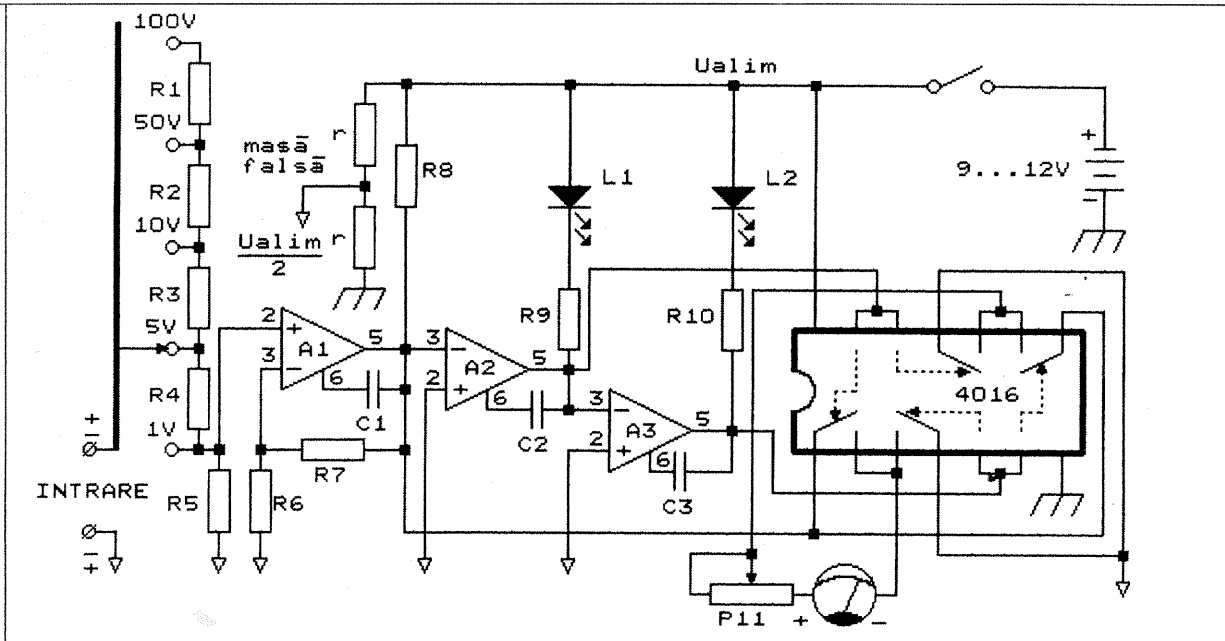 100V
R1
50V
R2
10V
R3
5V
R4
1V
+
-
INTRARE
-
+
R5
R6
R7
masā
falsā
r
r
Ualim
2
R8
Ualim
L1
L2
R9
R10
2
+
3
-
A1
5
6
C1
3
-
2
+
A2
5
6
C2
3
-
2
+
A3
5
6
C3
4016
+
9...12V
-
P11
+
-